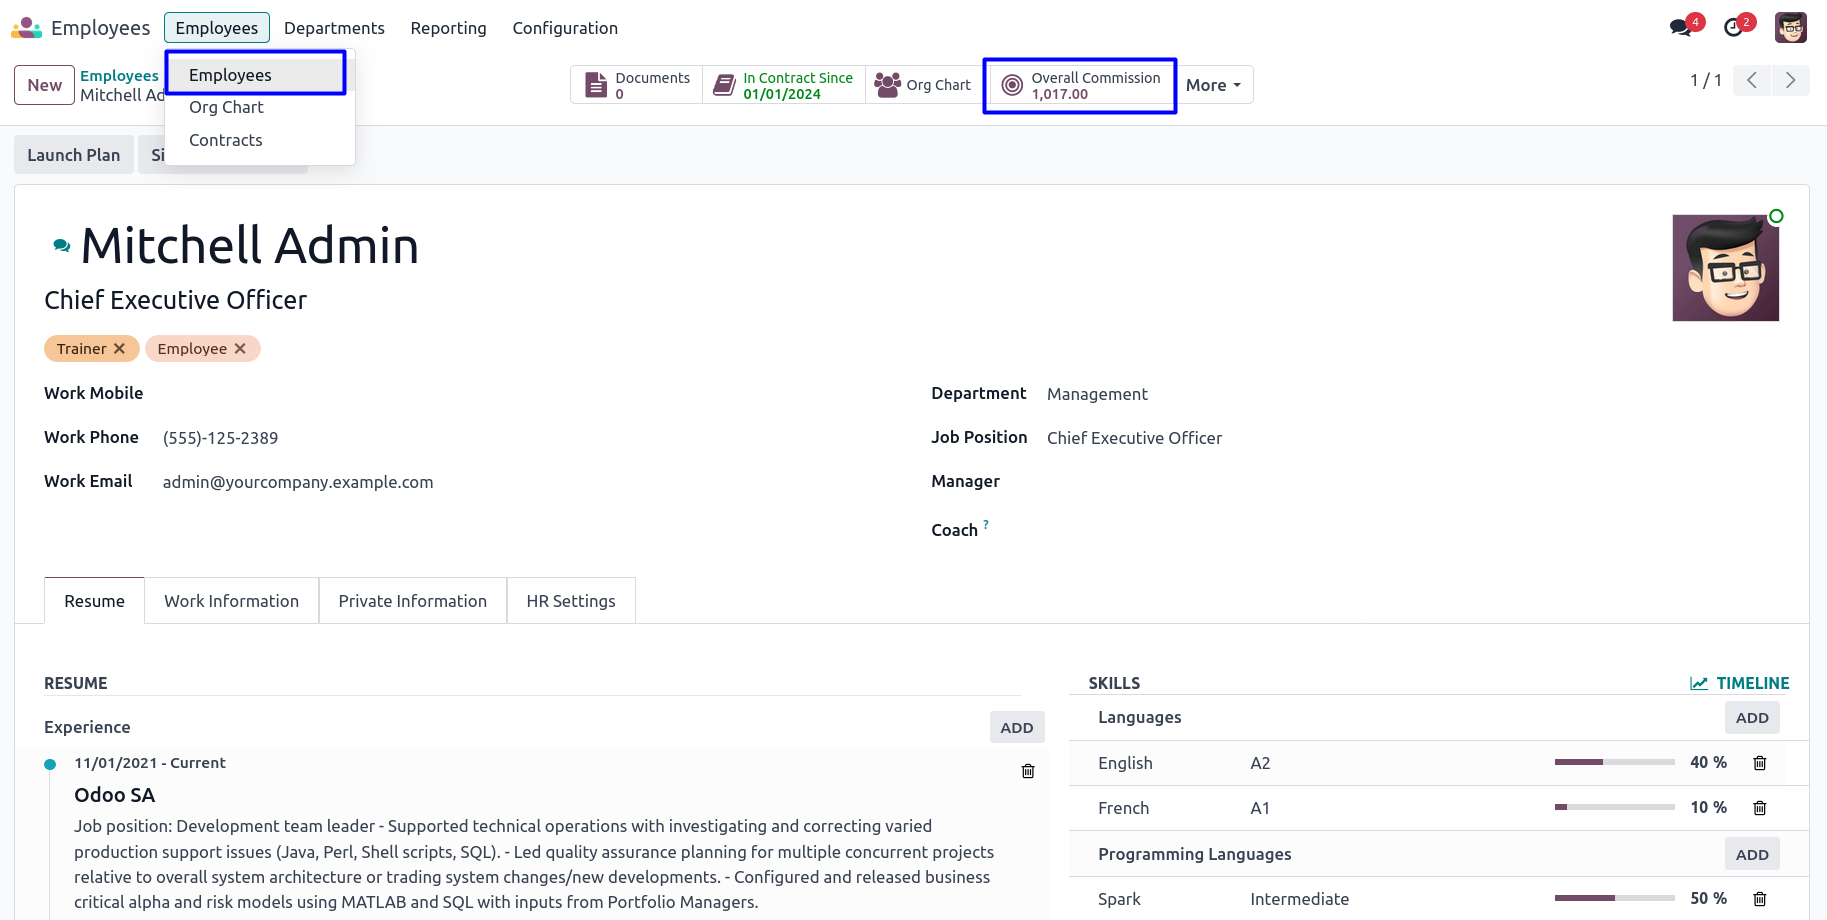 Employees Employees Departments Reporting Configuration 4 2
Employees
Org Chart
Contracts
New Employees
Mitchell Ad
Documents
0
In Contract Since
01/01/2024
Org Chart
Overall Commission
1,017.00
More
1 / 1
Launch Plan Si
Mitchell Admin
Chief Executive Officer
Trainer Employee
Work Mobile
Work Phone (555)-125-2389
Work Email admin@yourcompany.example.com
Department Management
Job Position Chief Executive Officer
Manager
Coach ?
Resume Work Information Private Information HR Settings
RESUME
Experience ADD
11/01/2021 - Current
Odoo SA
Job position: Development team leader - Supported technical operations with investigating and correcting varied
production support issues (Java, Perl, Shell scripts, SQL). - Led quality assurance planning for multiple concurrent projects
relative to overall system architecture or trading system changes/new developments. - Configured and released business
critical alpha and risk models using MATLAB and SQL with inputs from Portfolio Managers.
SKILLS TIMELINE
Languages ADD
English A2 40 %
French A1 10 %
Programming Languages ADD
Spark Intermediate 50 %